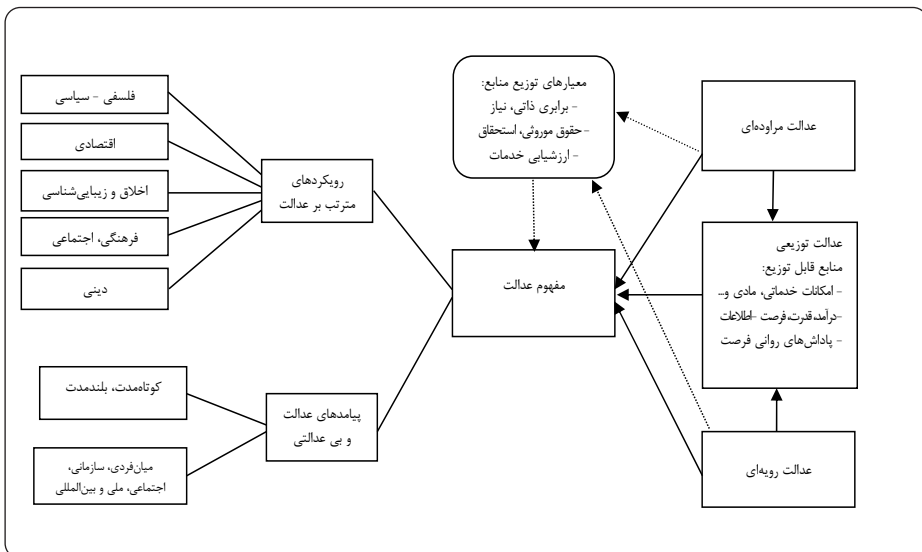 معیارهای توزیع منابع:
- برابری ذاتی، نیاز
- حقوق موروثی، استحقاق
- ارزشیابی خدمات
عدالت مراوده‌ای
عدالت توزیعی
منابع قابل توزیع:
- امکانات خدماتی، مادی و...
-درآمد،قدرت،فرصت -اطلاعات
- پاداش‌های روانی فرصت
عدالت رویه‌ای
مفهوم عدالت
رویکردهای
مترتب بر عدالت
فلسفی - سیاسی
اقتصادی
اخلاق و زیبایی‌شناسی
فرهنگی، اجتماعی
دینی
پیامدهای عدالت
و بی عدالتی
کوتاه‌مدت، بلندمدت
میان‌فردی، سازمانی،
اجتماعی، ملی و بین‌المللی